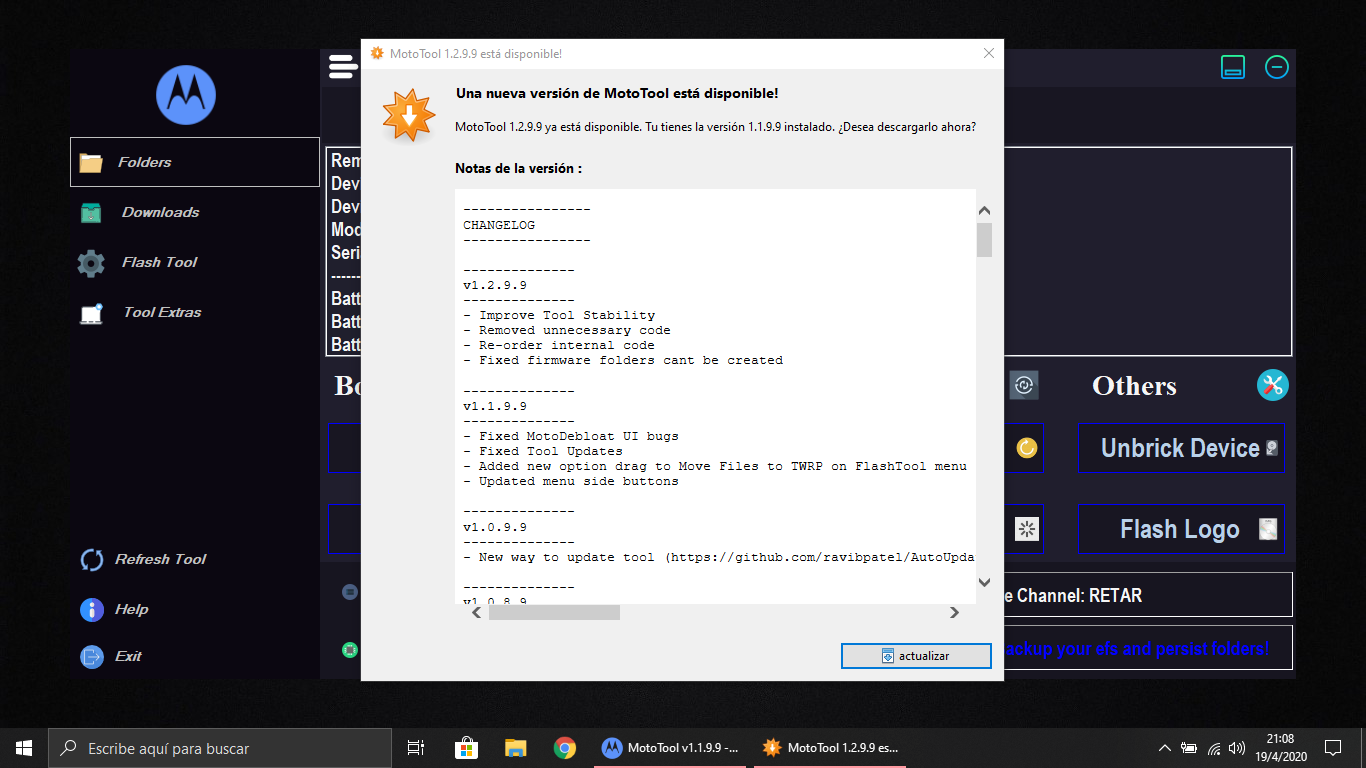 MotoTool 1.2.9.9 está disponible!
Una nueva versión de MotoTool está disponible!
MotoTool 1.2.9.9 ya está disponible. Tu tienes la versión 1.1.9.9 instalado. ¿Desea descargarlo ahora?
Notas de la versión :
----------------
CHANGELOG
----------------
--------------
v1.2.9.9
--------------
- Improve Tool Stability
- Removed unnecessary code
- Re-order internal code
- Fixed firmware folders cant be created
--------------
v1.1.9.9
--------------
- Fixed MotoDebloat UI bugs
- Fixed Tool Updates
- Added new option drag to Move Files to TWRP on FlashTool menu
- Updated menu side buttons
--------------
v1.0.9.9
--------------
- New way to update tool (https://github.com/ravibpatel/AutoUpda
--------------
v1.0.8.9
actualizar
Folders
Downloads
Flash Tool
Tool Extras
Refresh Tool
Help
Exit
Rem
Dev
Dev
Mod
Seri
Batt
Batt
Batt
Bo
Others
Unbrick Device
Flash Logo
e Channel: RETAR
ackup your efs and persist folders!
Escribe aquí para buscar
MotoTool v1.1.9.9 -...
MotoTool 1.2.9.9 es...
21:08
19/4/2020